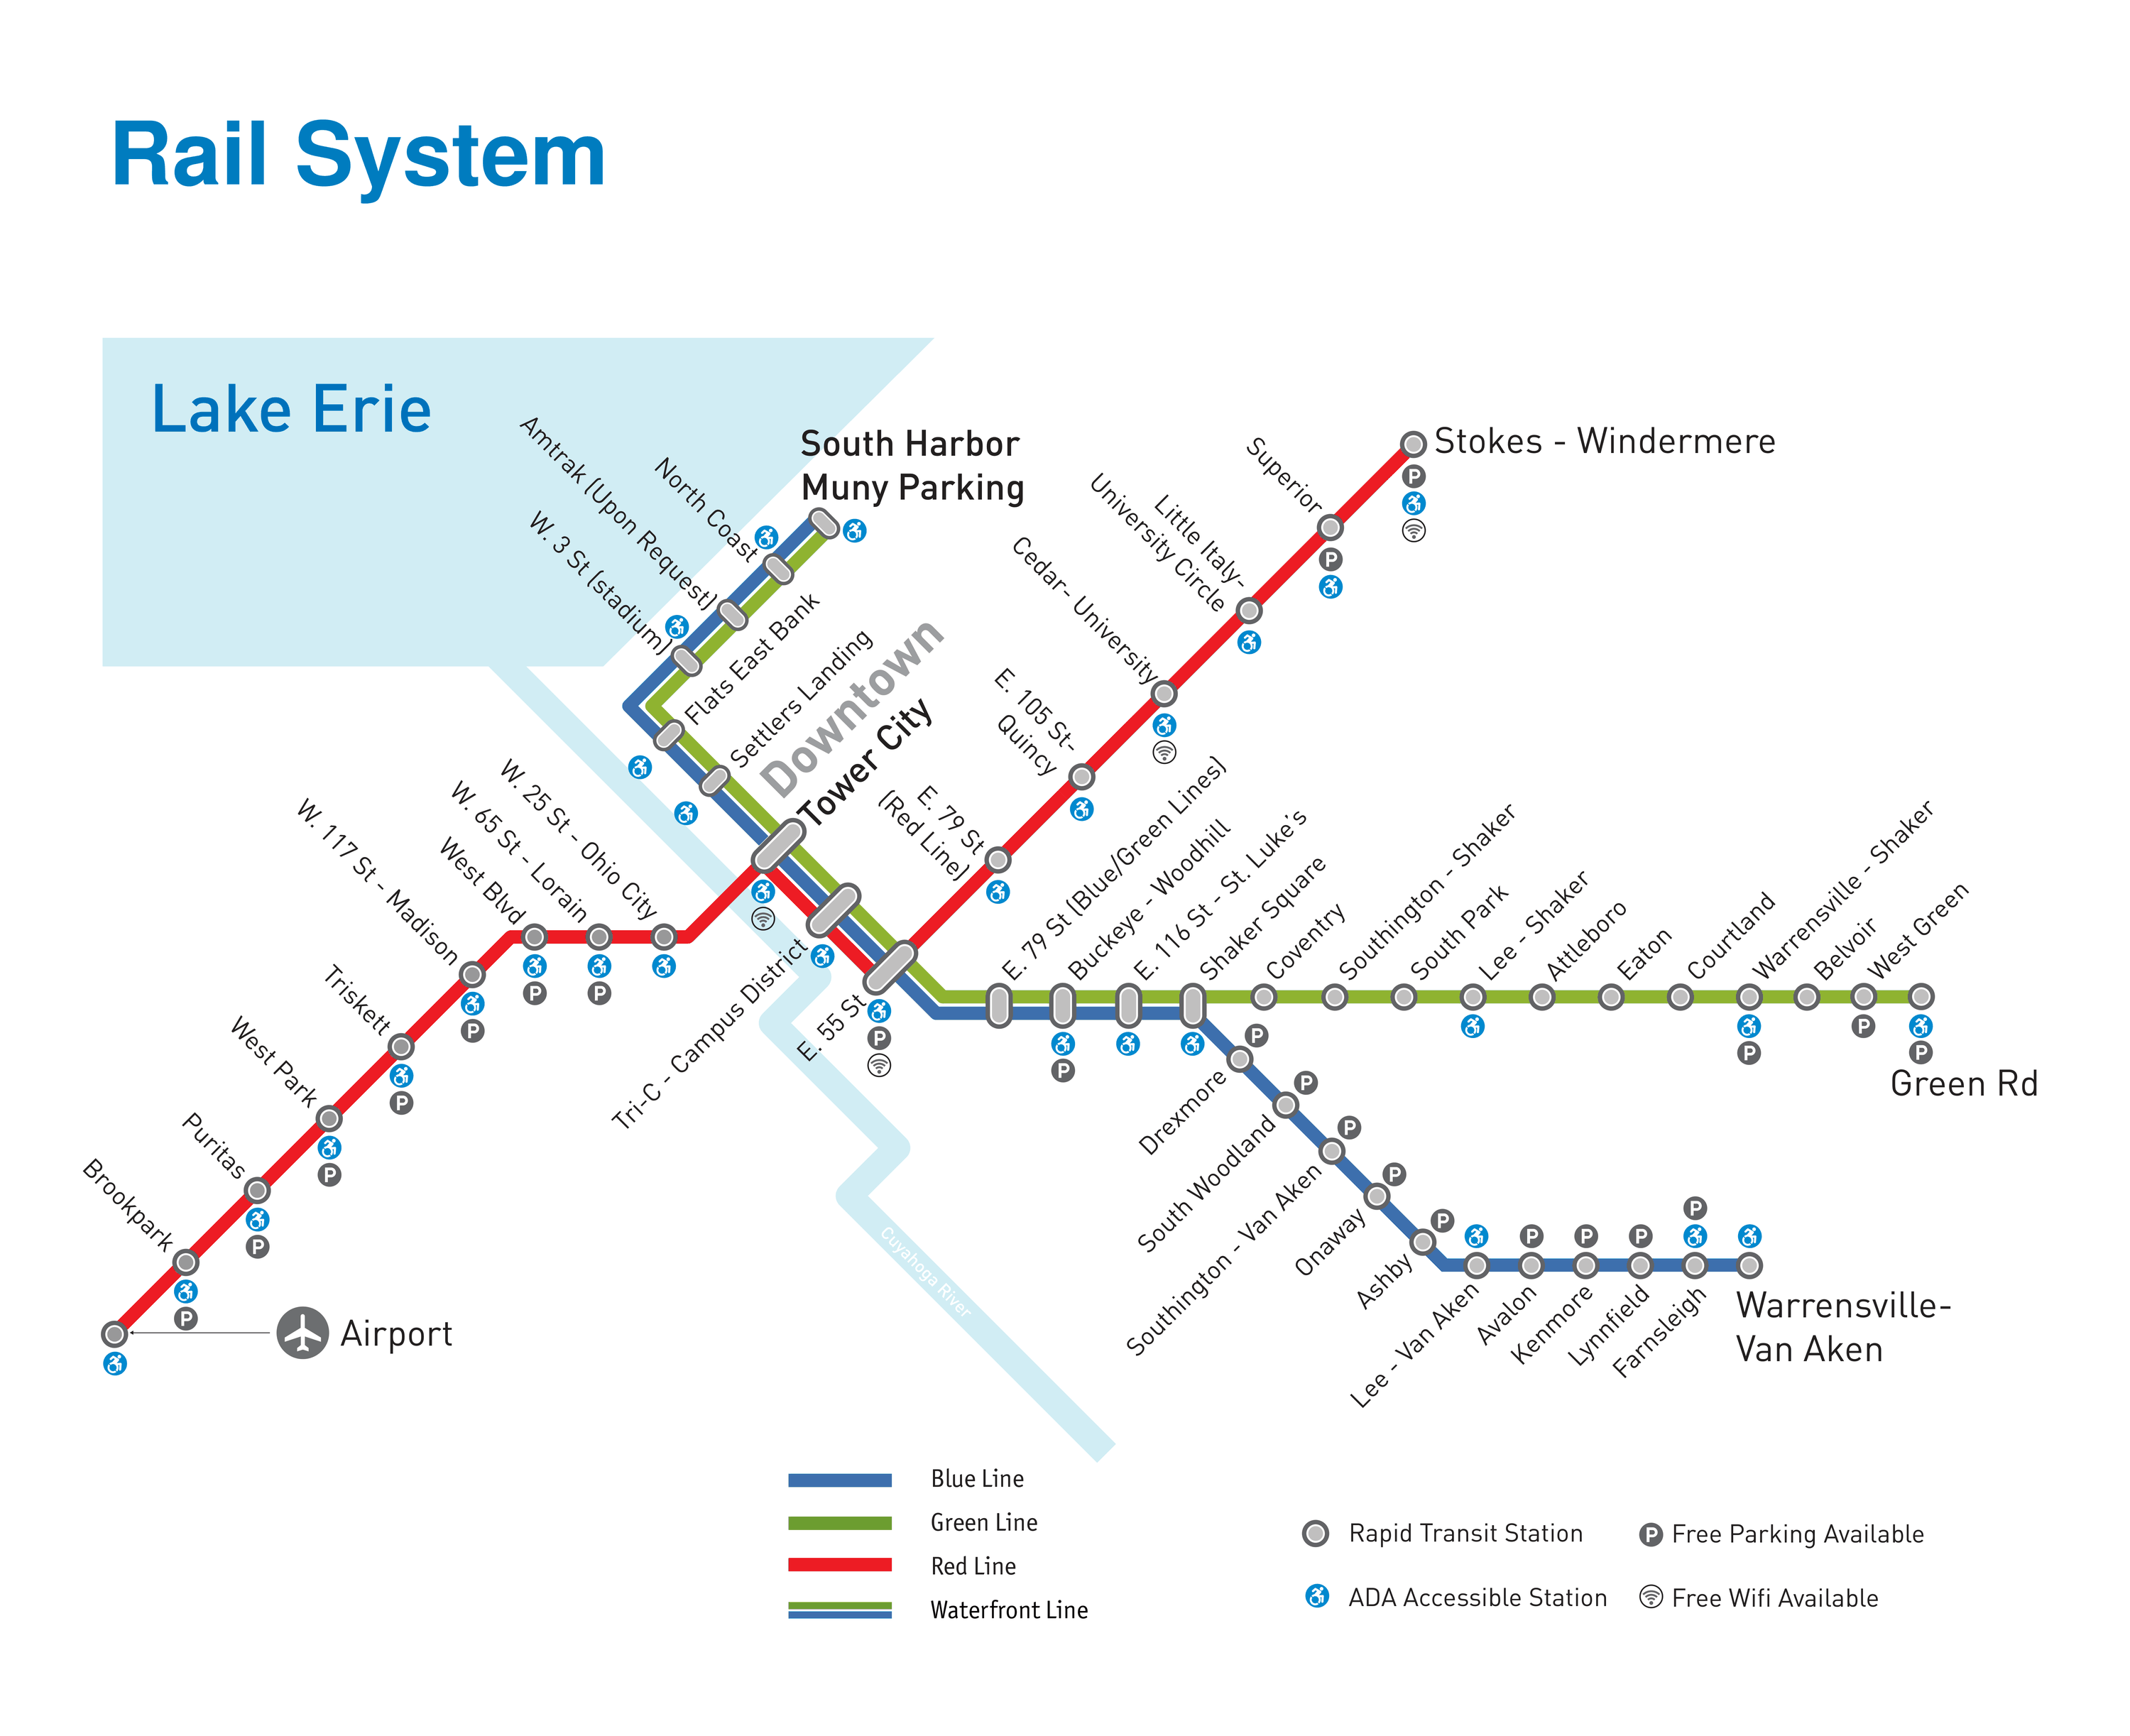 Rail System
Lake Erie
South Harbor
Muny Parking
North Coast
Amtrak (Upon Request)
W. 3 St (stadium)
Flats East Bank
Settlers Landing
Downtown
Tower City
Stokes - Windermere
Superior
Little Italy-
University Circle
Cedar- University
E. 105 St-
Quincy
E. 79 St
(Red Line)
W. 25 St - Ohio City
W. 65 St - Lorain
West Blvd
W. 117 St - Madison
Triskett
West Park
Puritas
Brookpark
Airport
Tri-C - Campus District
E. 55 St
E. 79 St (Blue/Green Lines)
Buckeye - Woodhill
E. 116 St - St. Luke's
Shaker Square
Coventry
Southington - Shaker
South Park
Lee - Shaker
Attleboro
Eaton
Courtland
Warrensville - Shaker
Belvoir
West Green
Green Rd
Drexmore
South Woodland
Southington - Van Aken
Onaway
Ashby
Lee - Van Aken
Avalon
Kenmore
Lynnfield
Farnsleigh
Warrensville-
Van Aken
Cuyahoga River
Blue Line
Green Line
Red Line
Waterfront Line
Rapid Transit Station
P Free Parking Available
ADA Accessible Station
Free Wifi Available